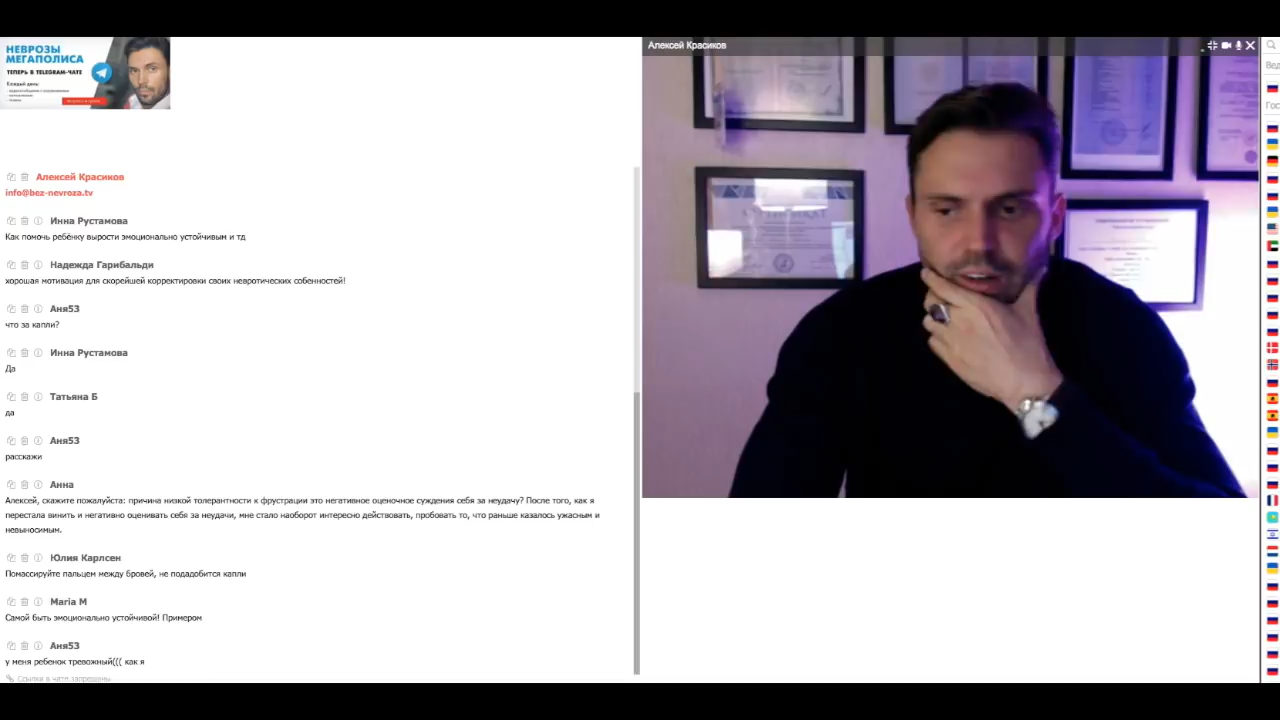 НЕВРОЗЫ
МЕГАПОЛИСА
ТЕПЕРЬ В TELEGRAM-ЧАТЕ
Каждый день:
Алексей Красиков
info@bez-nevroza.tv
Инна Рустамова
Как помочь ребёнку вырости эмоционально устойчивым и тд
Надежда Гарибальди
хорошая мотивация для скорейшей корректировки своих невротических собенностей!
Аня53
что за капли?
Инна Рустамова
Да
Татьяна Б
да
Аня53
расскажи
Анна
Алексей, скажите пожалуйста: причина низкой толерантности к фрустрации это негативное оценочное суждения себя за неудачу? После того, как я
перестала винить и негативно оценивать себя за неудачи, мне стало наоборот интересно действовать, пробовать то, что раньше казалось ужасным и
невыносимым.
Юлия Карлсен
Помассируйте пальцем между бровей, не подадобится капли
Maria M
Самой быть эмоционально устойчивой! Примером
Аня53
у меня ребенок тревожный((( как я
Ссылки в чате запрещены
Алексей Красиков
Вед
Гос